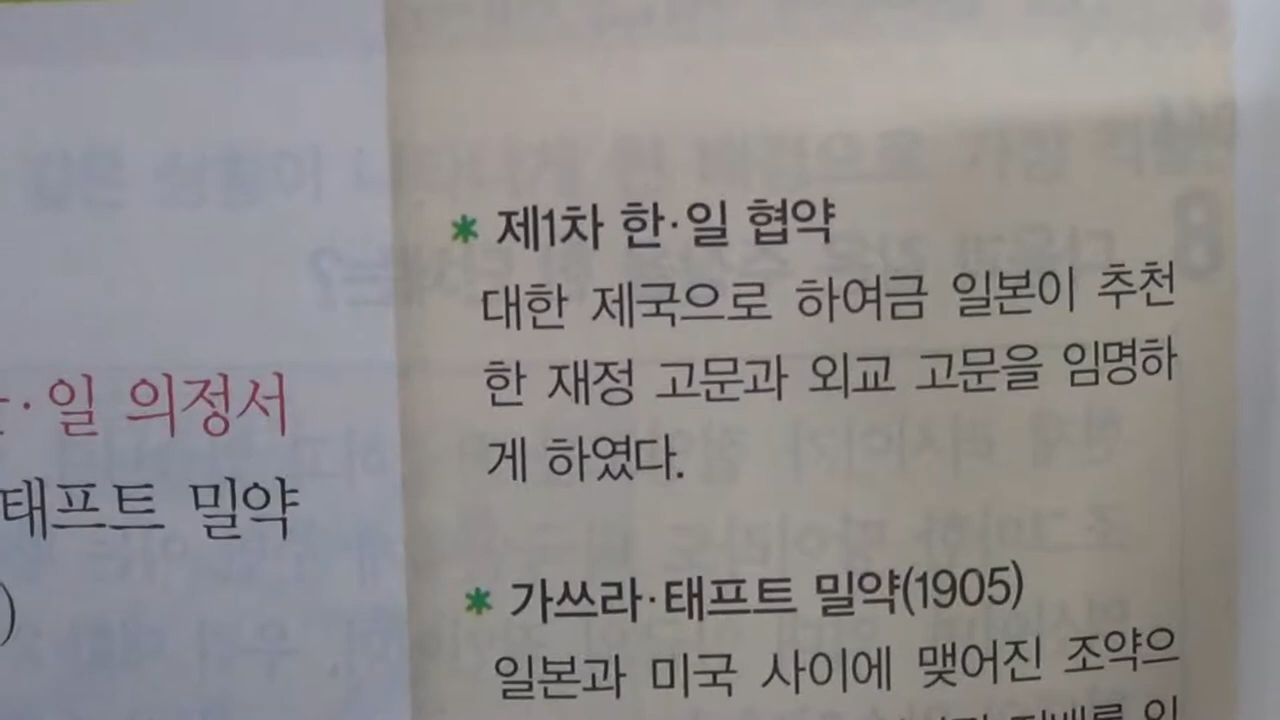 ·일 의정서
태프트 밀약
)
* 제1차 한·일 협약
대한 제국으로 하여금 일본이 추천
한 재정 고문과 외교 고문을 임명하
게 하였다.
* 가쓰라·태프트 밀약(1905)
일본과 미국 사이에 맺어진 조약으